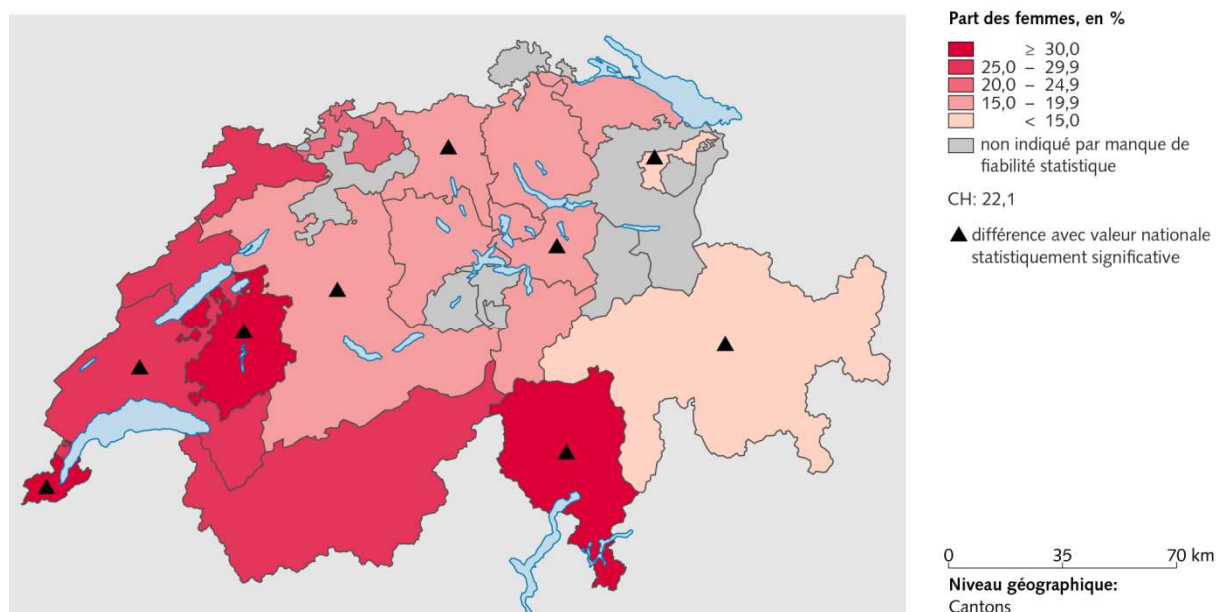 Part des femmes, en %
≥ 30,0
25,0 – 29,9
20,0 – 24,9
15,0 – 19,9
< 15,0
non indiqué par manque de
fiabilité statistique
CH: 22,1
▲ différence avec valeur nationale
statistiquement significative
0 35 70 km
Niveau géographique:
Cantons